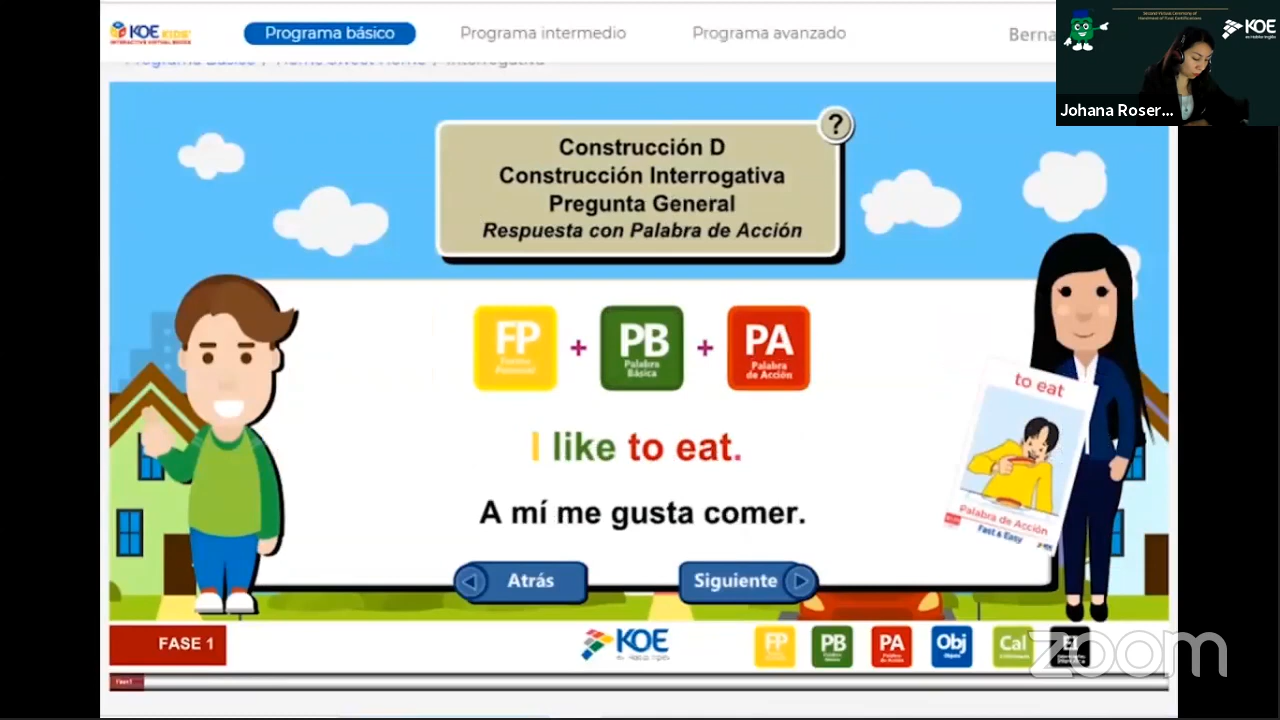 KOE KIDS
Programa básico
Programa intermedio
Programa avanzado
Berna
KOE
Johana Roser...
?
Construcción D
Construcción Interrogativa
Pregunta General
Respuesta con Palabra de Acción
FP
+
PB
Palabra
Básica
+
PA
Palabra
de Acción
I like to eat.
A mí me gusta comer.
to eat
Palabra de Acción
Fast & Easy
Atrás
Siguiente
FASE 1
KOE
FP
PB
PA
Obj
Cal
EI
zoom